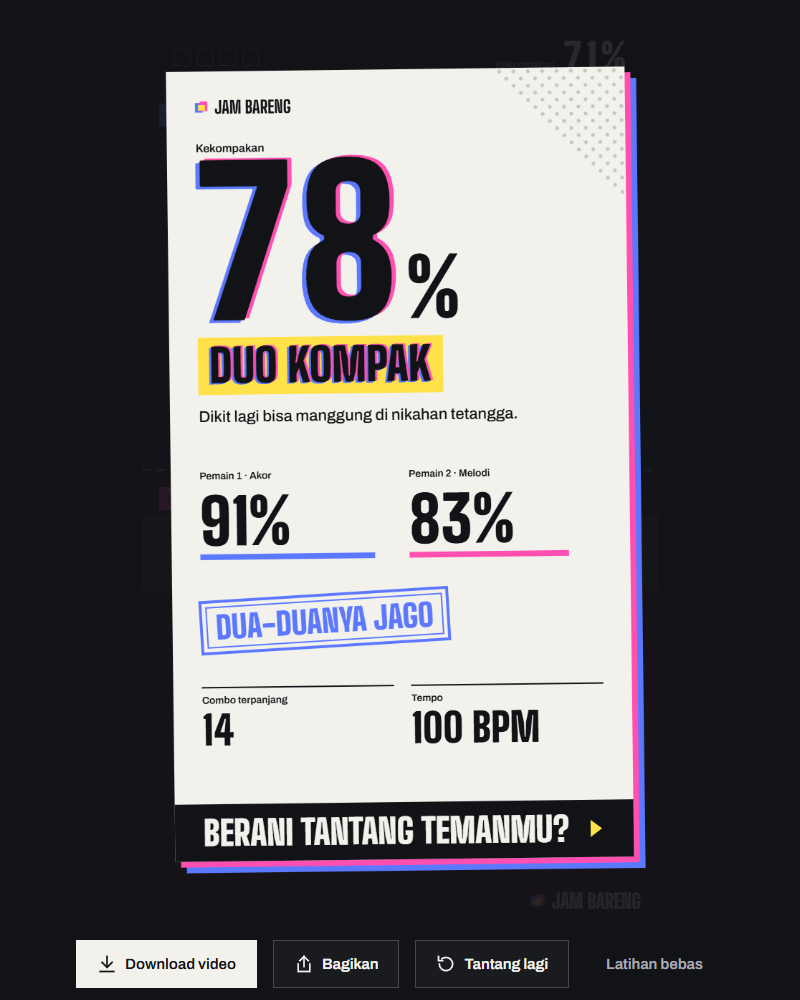 71%
JAM BARENG
Kekompakan
78%
DUO KOMPAK
Dikit lagi bisa manggung di nikahan tetangga.
Pemain 1 · Akor
91%
Pemain 2 · Melodi
83%
DUA-DUANYA JAGO
Combo terpanjang
14
Tempo
100 BPM
BERANI TANTANG TEMANMU?
JAM BARENG
Download video
Bagikan
Tantang lagi
Latihan bebas